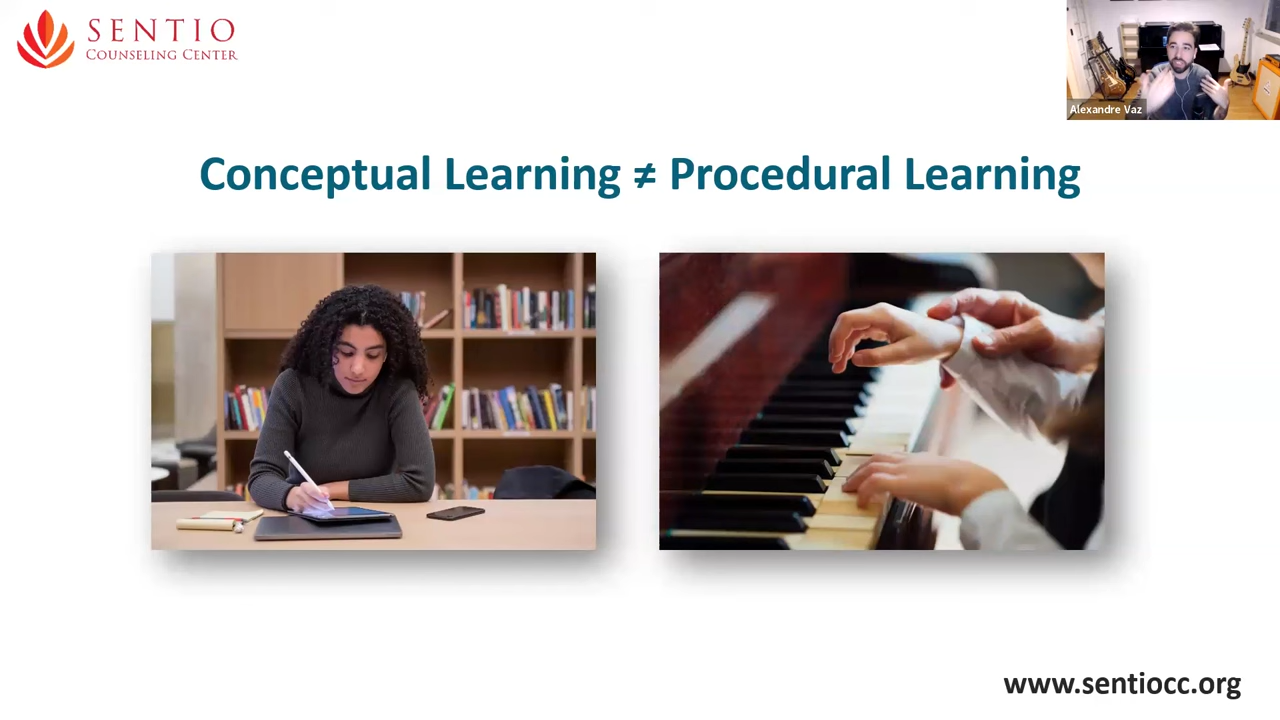 SENTIO
COUNSELING CENTER
Alexandre Vaz
Conceptual Learning ≠ Procedural Learning
www.sentiocc.org